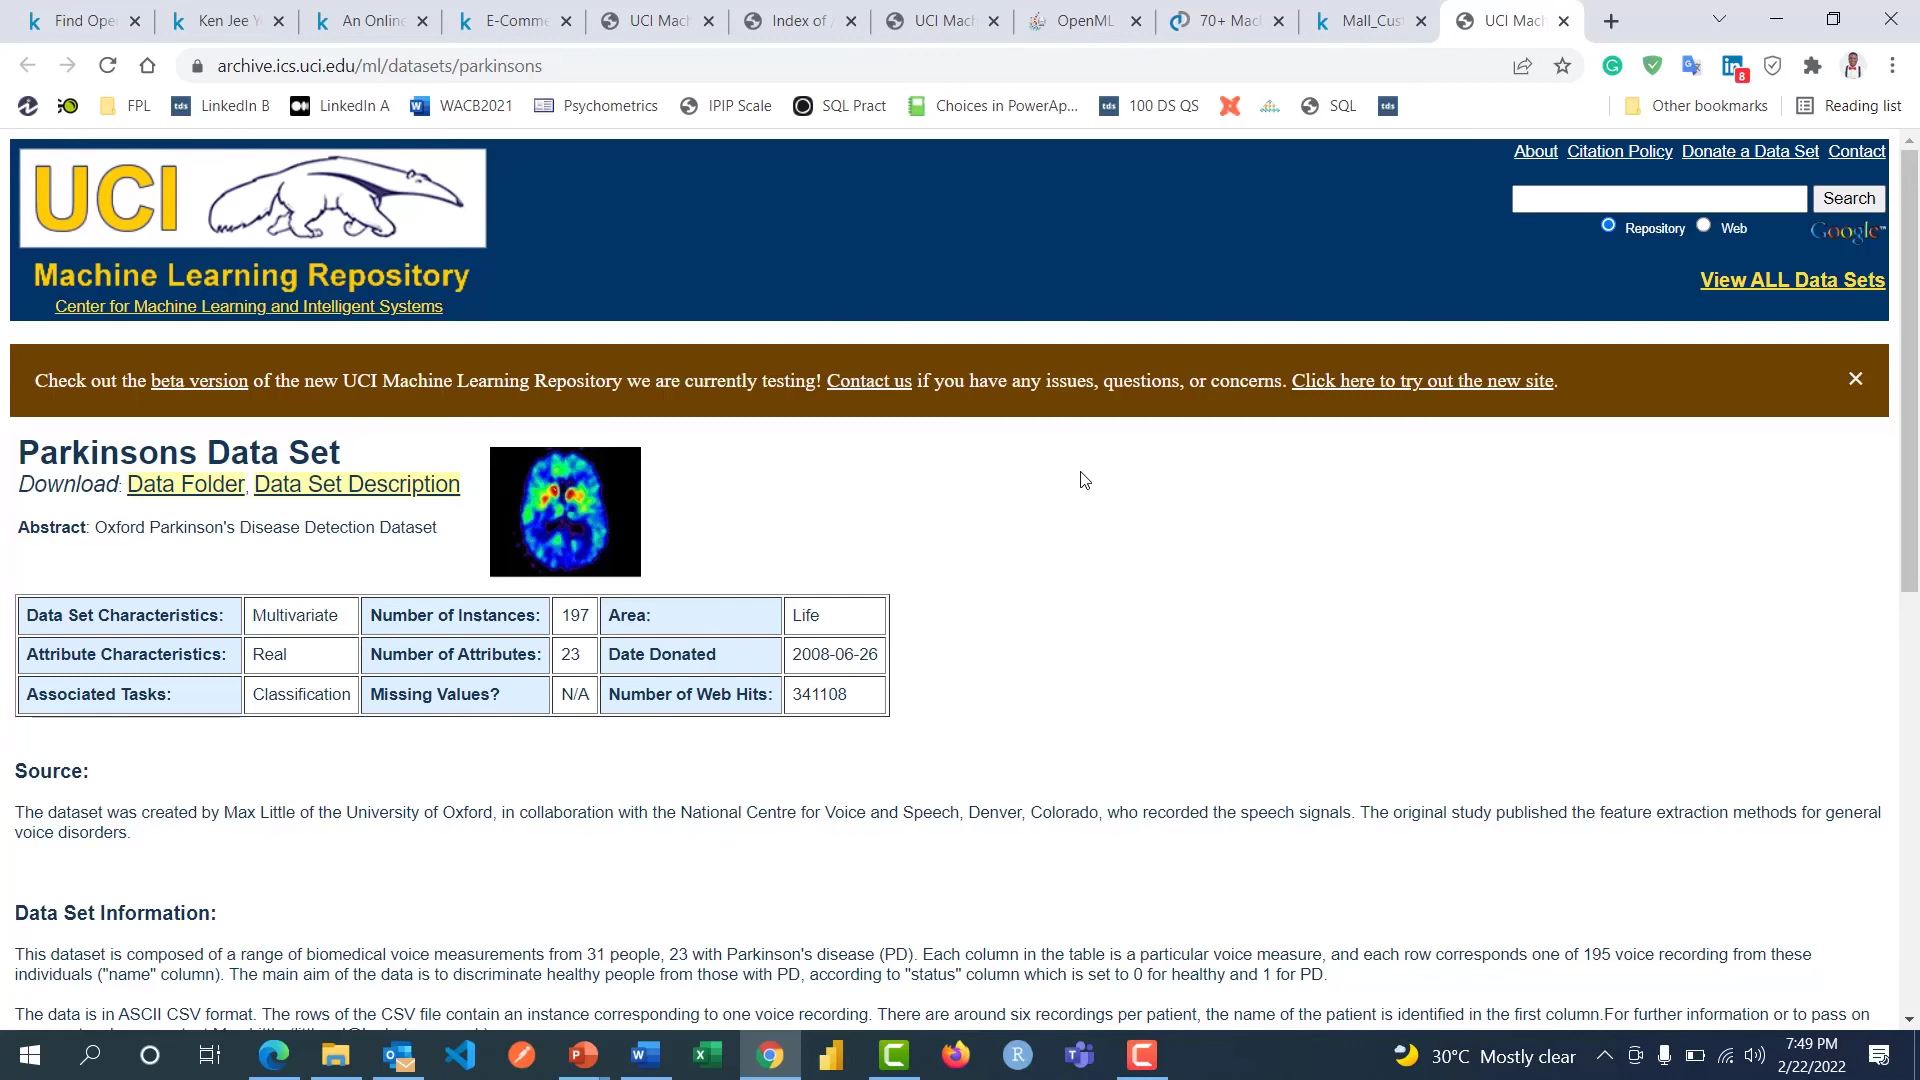 Find Ope
Ken Jee Y
An Online
E-Comme
UCI Mach
Index of /
UCI Mach
OpenML
70+ Mac
Mall_Cust
UCI Mach
archive.ics.uci.edu/ml/datasets/parkinsons
8
FPL
tds
LinkedIn B
LinkedIn A
WACB2021
Psychometrics
IPIP Scale
SQL Pract
Choices in PowerAp...
tds
100 DS QS
SQL
tds
Other bookmarks
Reading list
UCI
Machine Learning Repository
Center for Machine Learning and Intelligent Systems
About Citation Policy Donate a Data Set Contact
Search
Repository Web Google™
View ALL Data Sets
Check out the beta version of the new UCI Machine Learning Repository we are currently testing! Contact us if you have any issues, questions, or concerns. Click here to try out the new site.
Parkinsons Data Set
Download: Data Folder, Data Set Description
Abstract: Oxford Parkinson's Disease Detection Dataset
Data Set Characteristics: Multivariate Number of Instances: 197 Area: Life
Attribute Characteristics: Real Number of Attributes: 23 Date Donated 2008-06-26
Associated Tasks: Classification Missing Values? N/A Number of Web Hits: 341108
Source:
The dataset was created by Max Little of the University of Oxford, in collaboration with the National Centre for Voice and Speech, Denver, Colorado, who recorded the speech signals. The original study published the feature extraction methods for general
voice disorders.
Data Set Information:
This dataset is composed of a range of biomedical voice measurements from 31 people, 23 with Parkinson's disease (PD). Each column in the table is a particular voice measure, and each row corresponds one of 195 voice recording from these
individuals ("name" column). The main aim of the data is to discriminate healthy people from those with PD, according to "status" column which is set to 0 for healthy and 1 for PD.
The data is in ASCII CSV format. The rows of the CSV file contain an instance corresponding to one voice recording. There are around six recordings per patient, the name of the patient is identified in the first column.For further information or to pass on
30°C Mostly clear
7:49 PM
2/22/2022